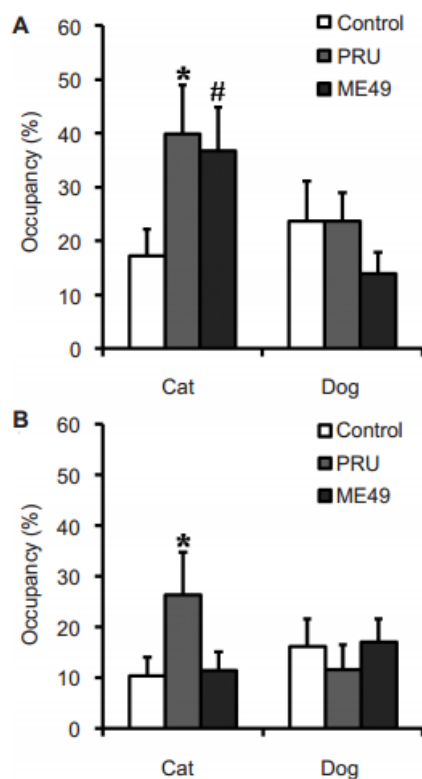 A
60
50
40
30
20
10
0
Occupancy (%)
Control
PRU
ME49
*
#
Cat Dog
B
60
50
40
30
20
10
0
Occupancy (%)
Control
PRU
ME49
*
Cat Dog